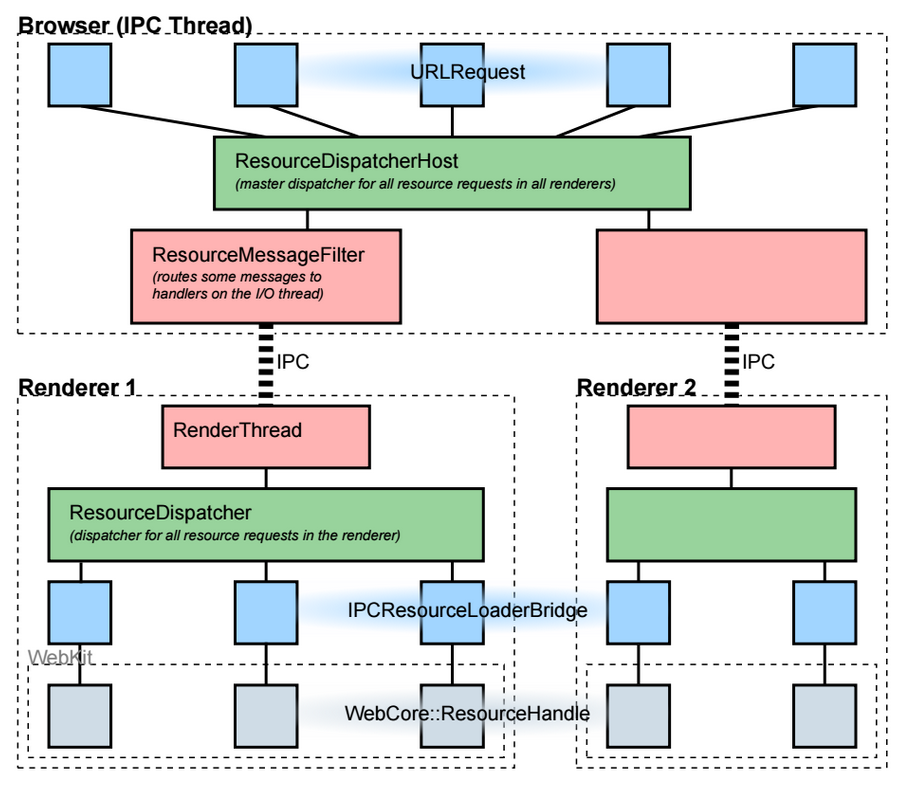 Browser (IPC Thread)
URLRequest
ResourceDispatcherHost
(master dispatcher for all resource requests in all renderers)
ResourceMessageFilter
(routes some messages to
handlers on the I/O thread)
IPC
IPC
Renderer 1
Renderer 2
RenderThread
ResourceDispatcher
(dispatcher for all resource requests in the renderer)
IPCResourceLoaderBridge
WebKit
WebCore::ResourceHandle